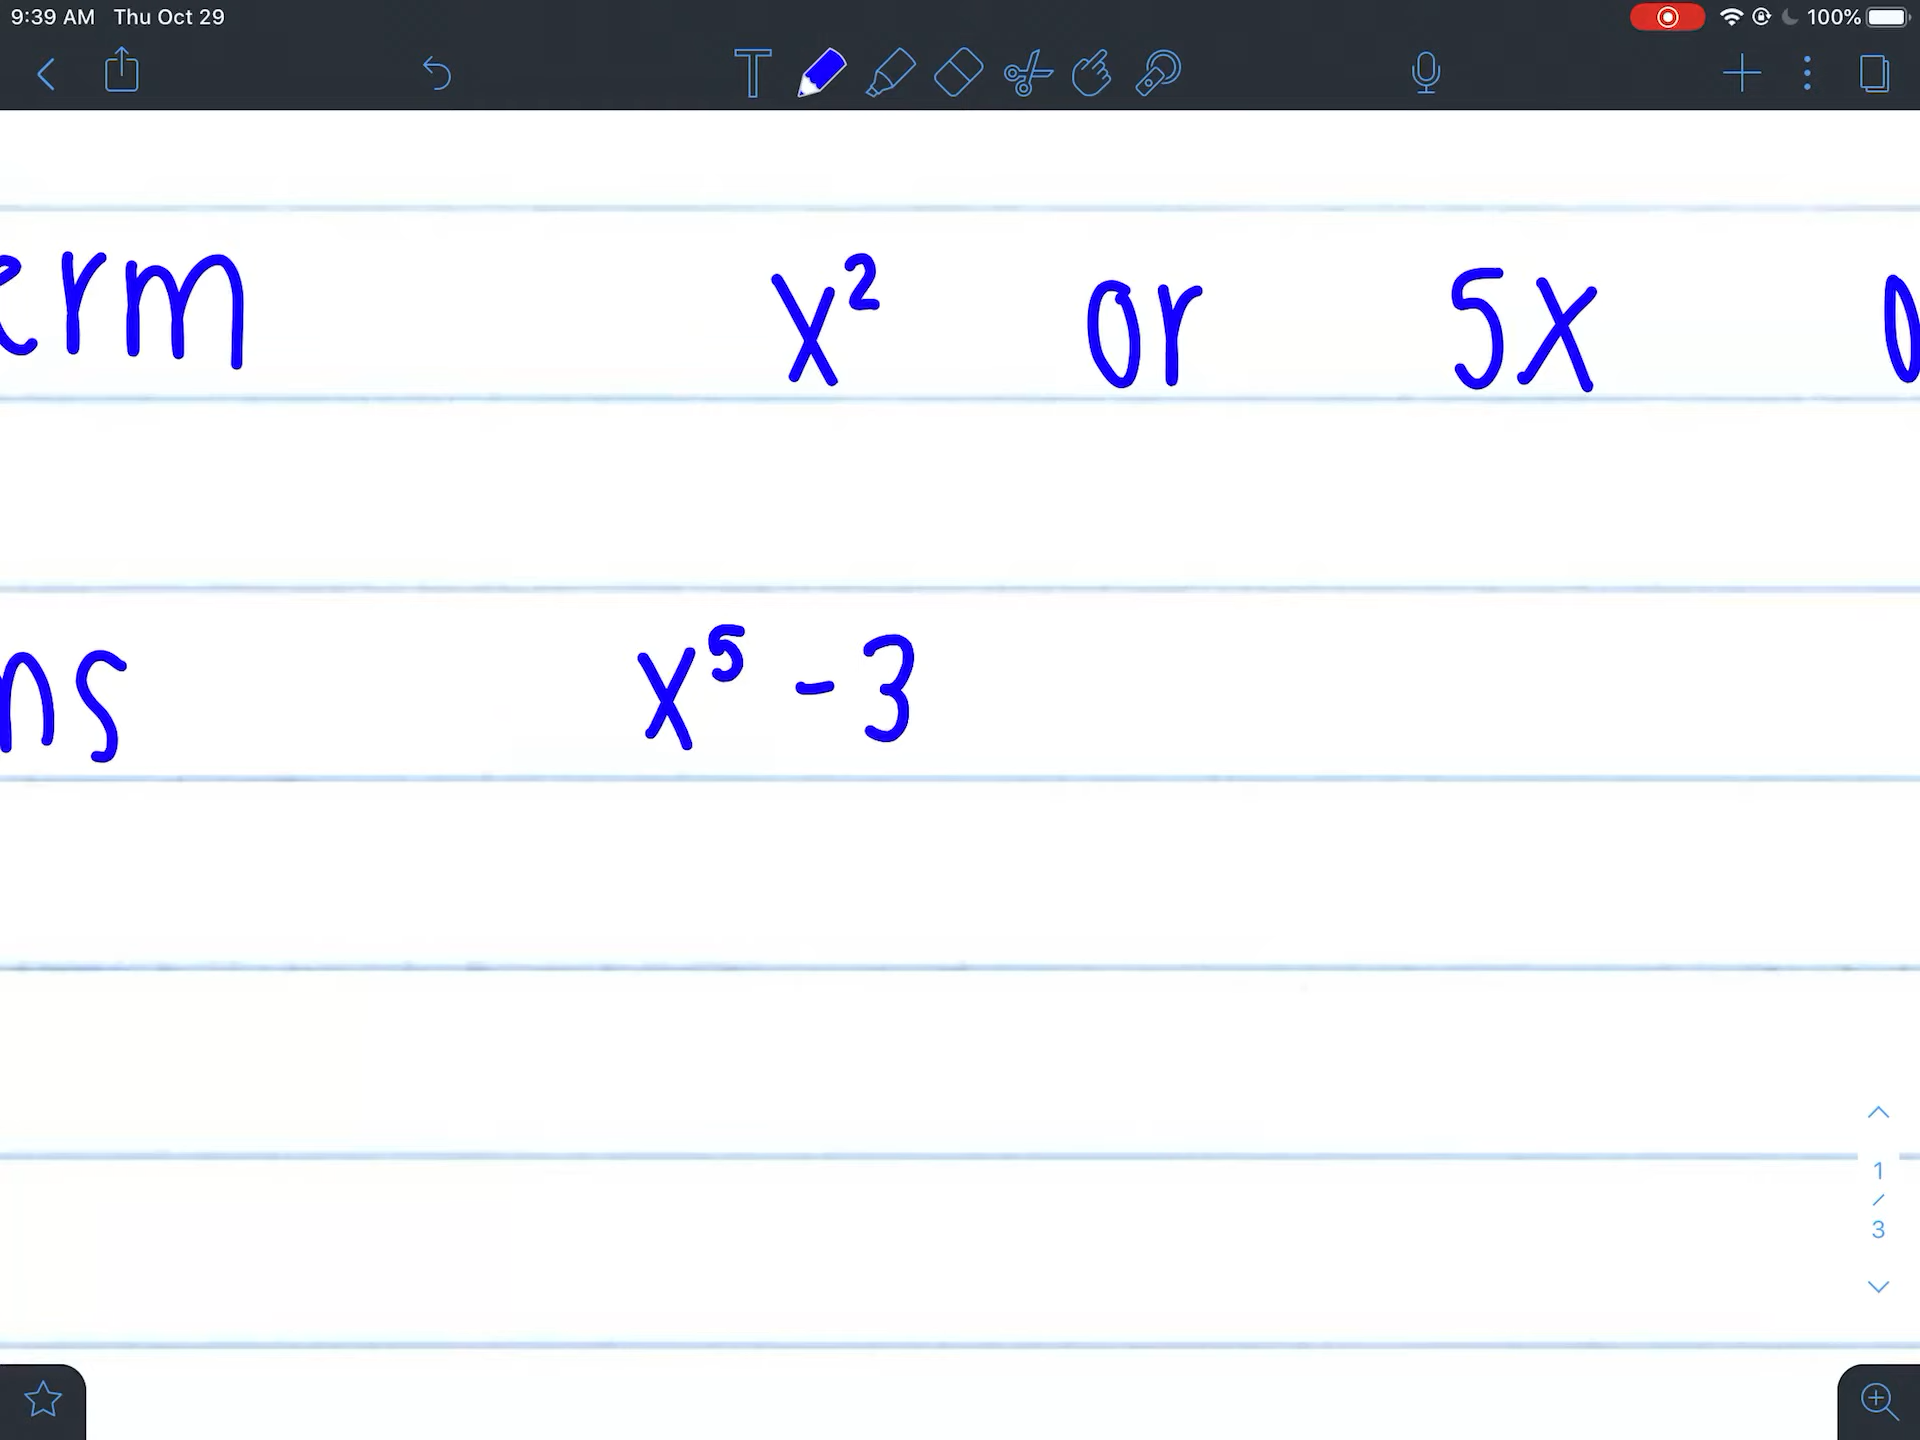 9:39 AM Thu Oct 29 100%
erm x² or 5x
ns x⁵ - 3
1
/
3